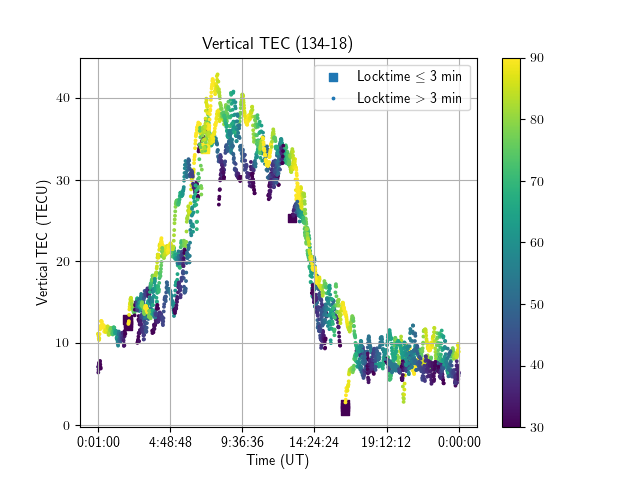 Vertical TEC (134-18)
Locktime ≤ 3 min
Locktime > 3 min
Vertical TEC (TECU)
40
30
20
10
0
0:01:00 4:48:48 9:36:36 14:24:24 19:12:12 0:00:00
Time (UT)
90
80
70
60
50
40
30